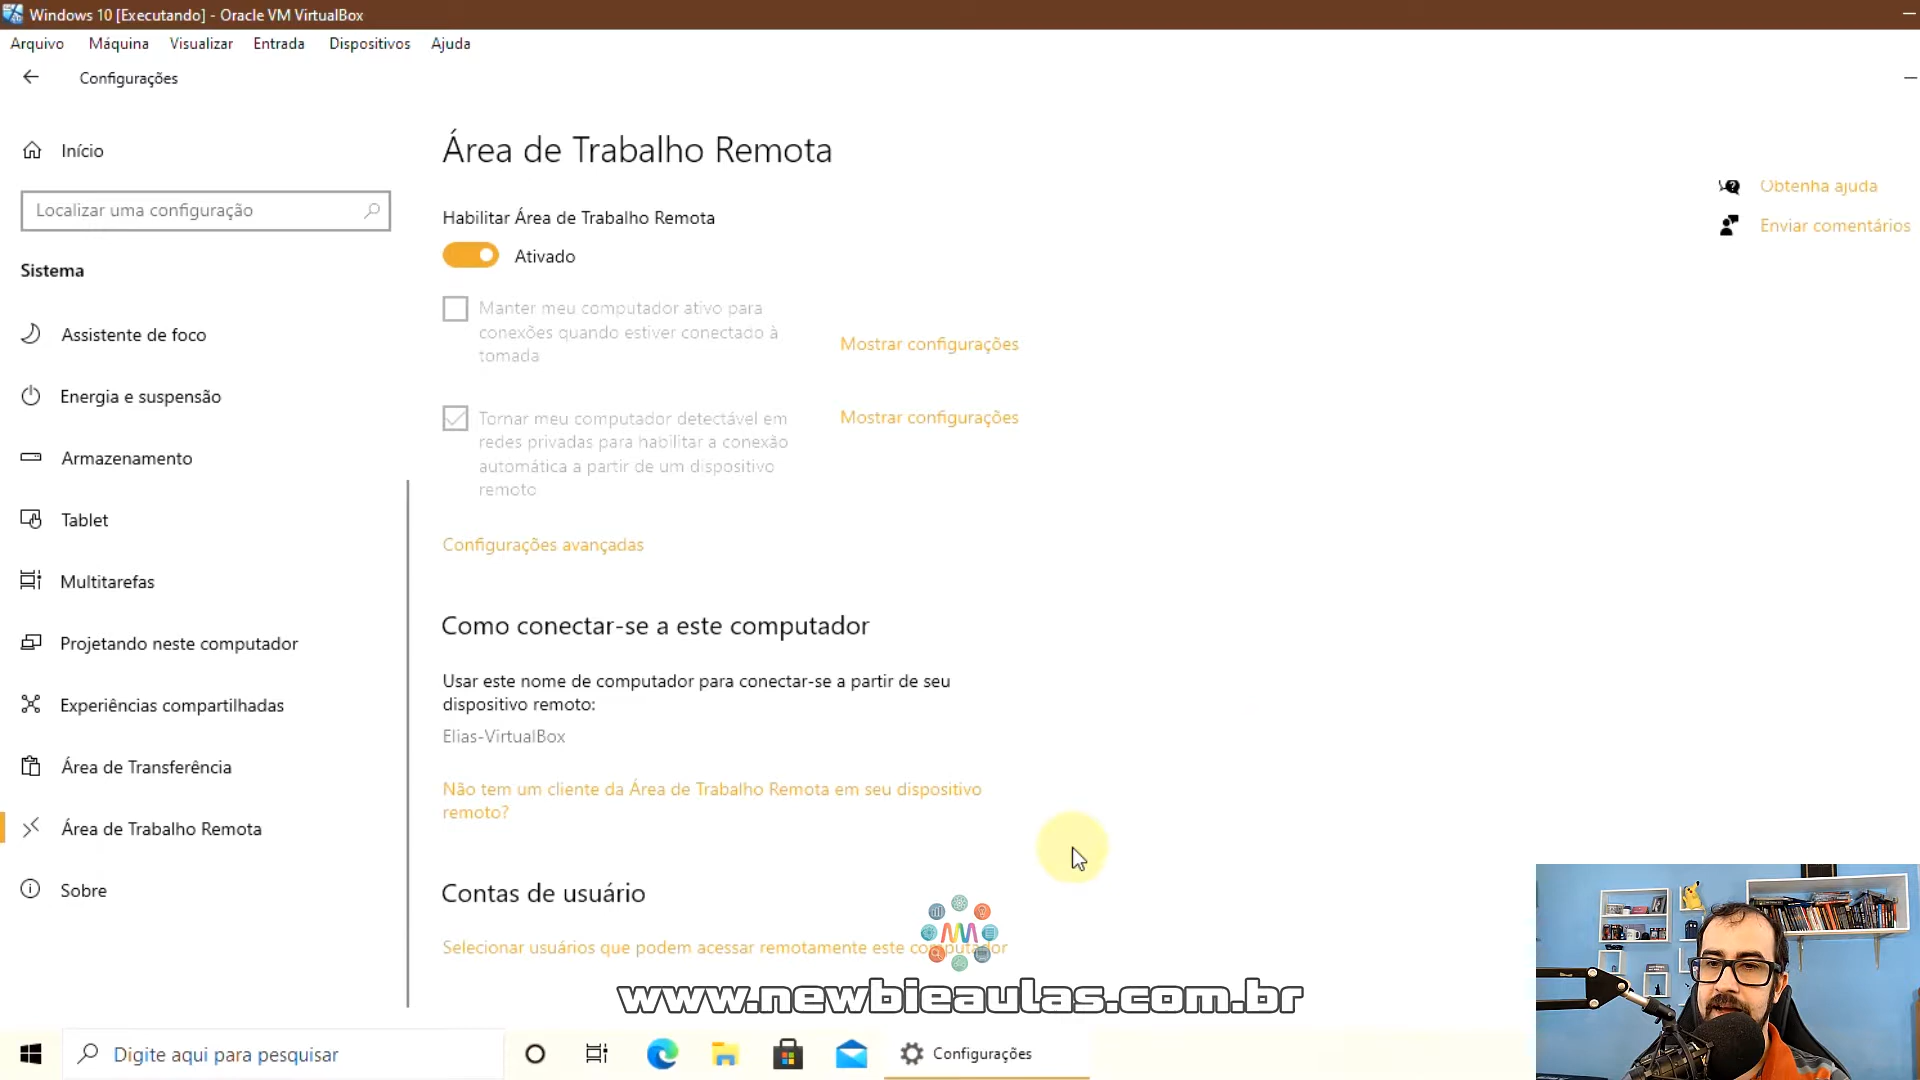 Windows 10 [Executando] - Oracle VM VirtualBox
Arquivo Máquina Visualizar Entrada Dispositivos Ajuda
Configurações
Início
Localizar uma configuração
Sistema
Assistente de foco
Energia e suspensão
Armazenamento
Tablet
Multitarefas
Projetando neste computador
Experiências compartilhadas
Área de Transferência
Área de Trabalho Remota
Sobre
Área de Trabalho Remota
Habilitar Área de Trabalho Remota
Ativado
Manter meu computador ativo para
conexões quando estiver conectado à
tomada
Mostrar configurações
Tornar meu computador detectável em
redes privadas para habilitar a conexão
automática a partir de um dispositivo
remoto
Mostrar configurações
Configurações avançadas
Como conectar-se a este computador
Usar este nome de computador para conectar-se a partir de seu
dispositivo remoto:
Elias-VirtualBox
Não tem um cliente da Área de Trabalho Remota em seu dispositivo
remoto?
Contas de usuário
Selecionar usuários que podem acessar remotamente este computador
Obtenha ajuda
Enviar comentários
www.newbieaulas.com.br
Digite aqui para pesquisar
Configurações